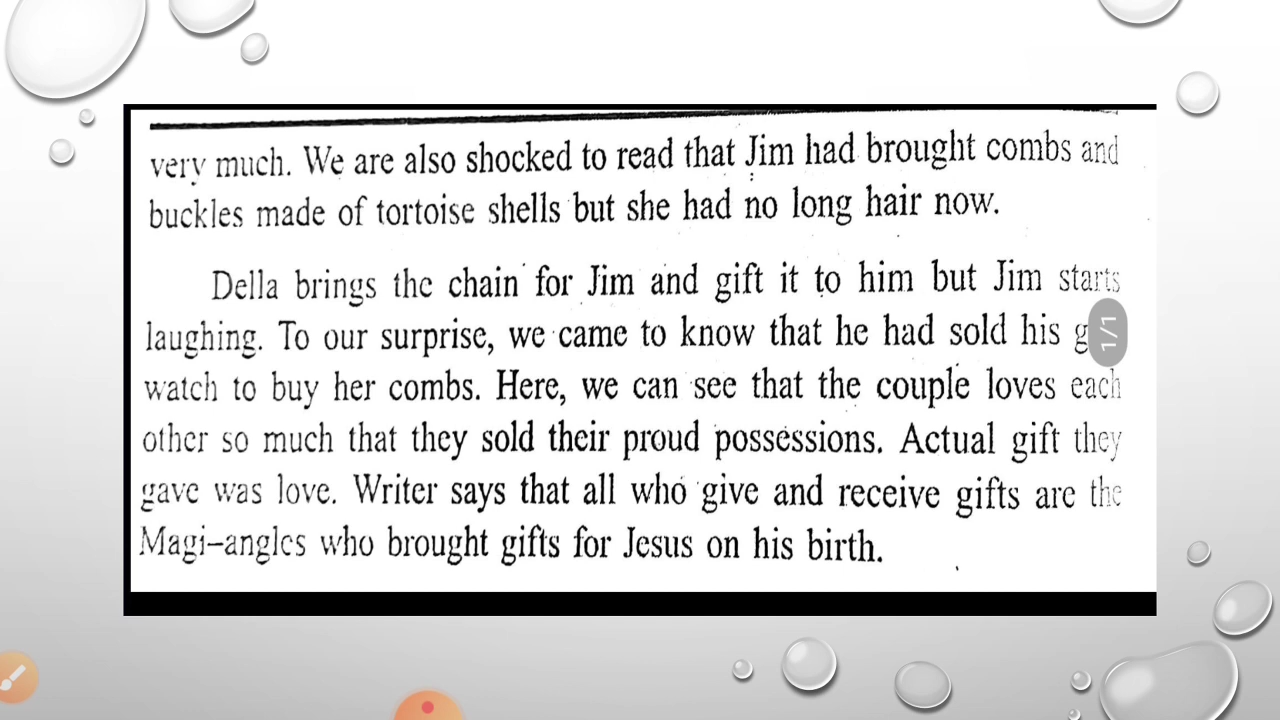 very much. We are also shocked to read that Jim had brought combs and
buckles made of tortoise shells but she had no long hair now.
Della brings the chain for Jim and gift it to him but Jim starts
laughing. To our surprise, we came to know that he had sold his
watch to buy her combs. Here, we can see that the couple loves each
other so much that they sold their proud possessions. Actual gift they
gave was love. Writer says that all who give and receive gifts are the
Magi-angles who brought gifts for Jesus on his birth.
1/1